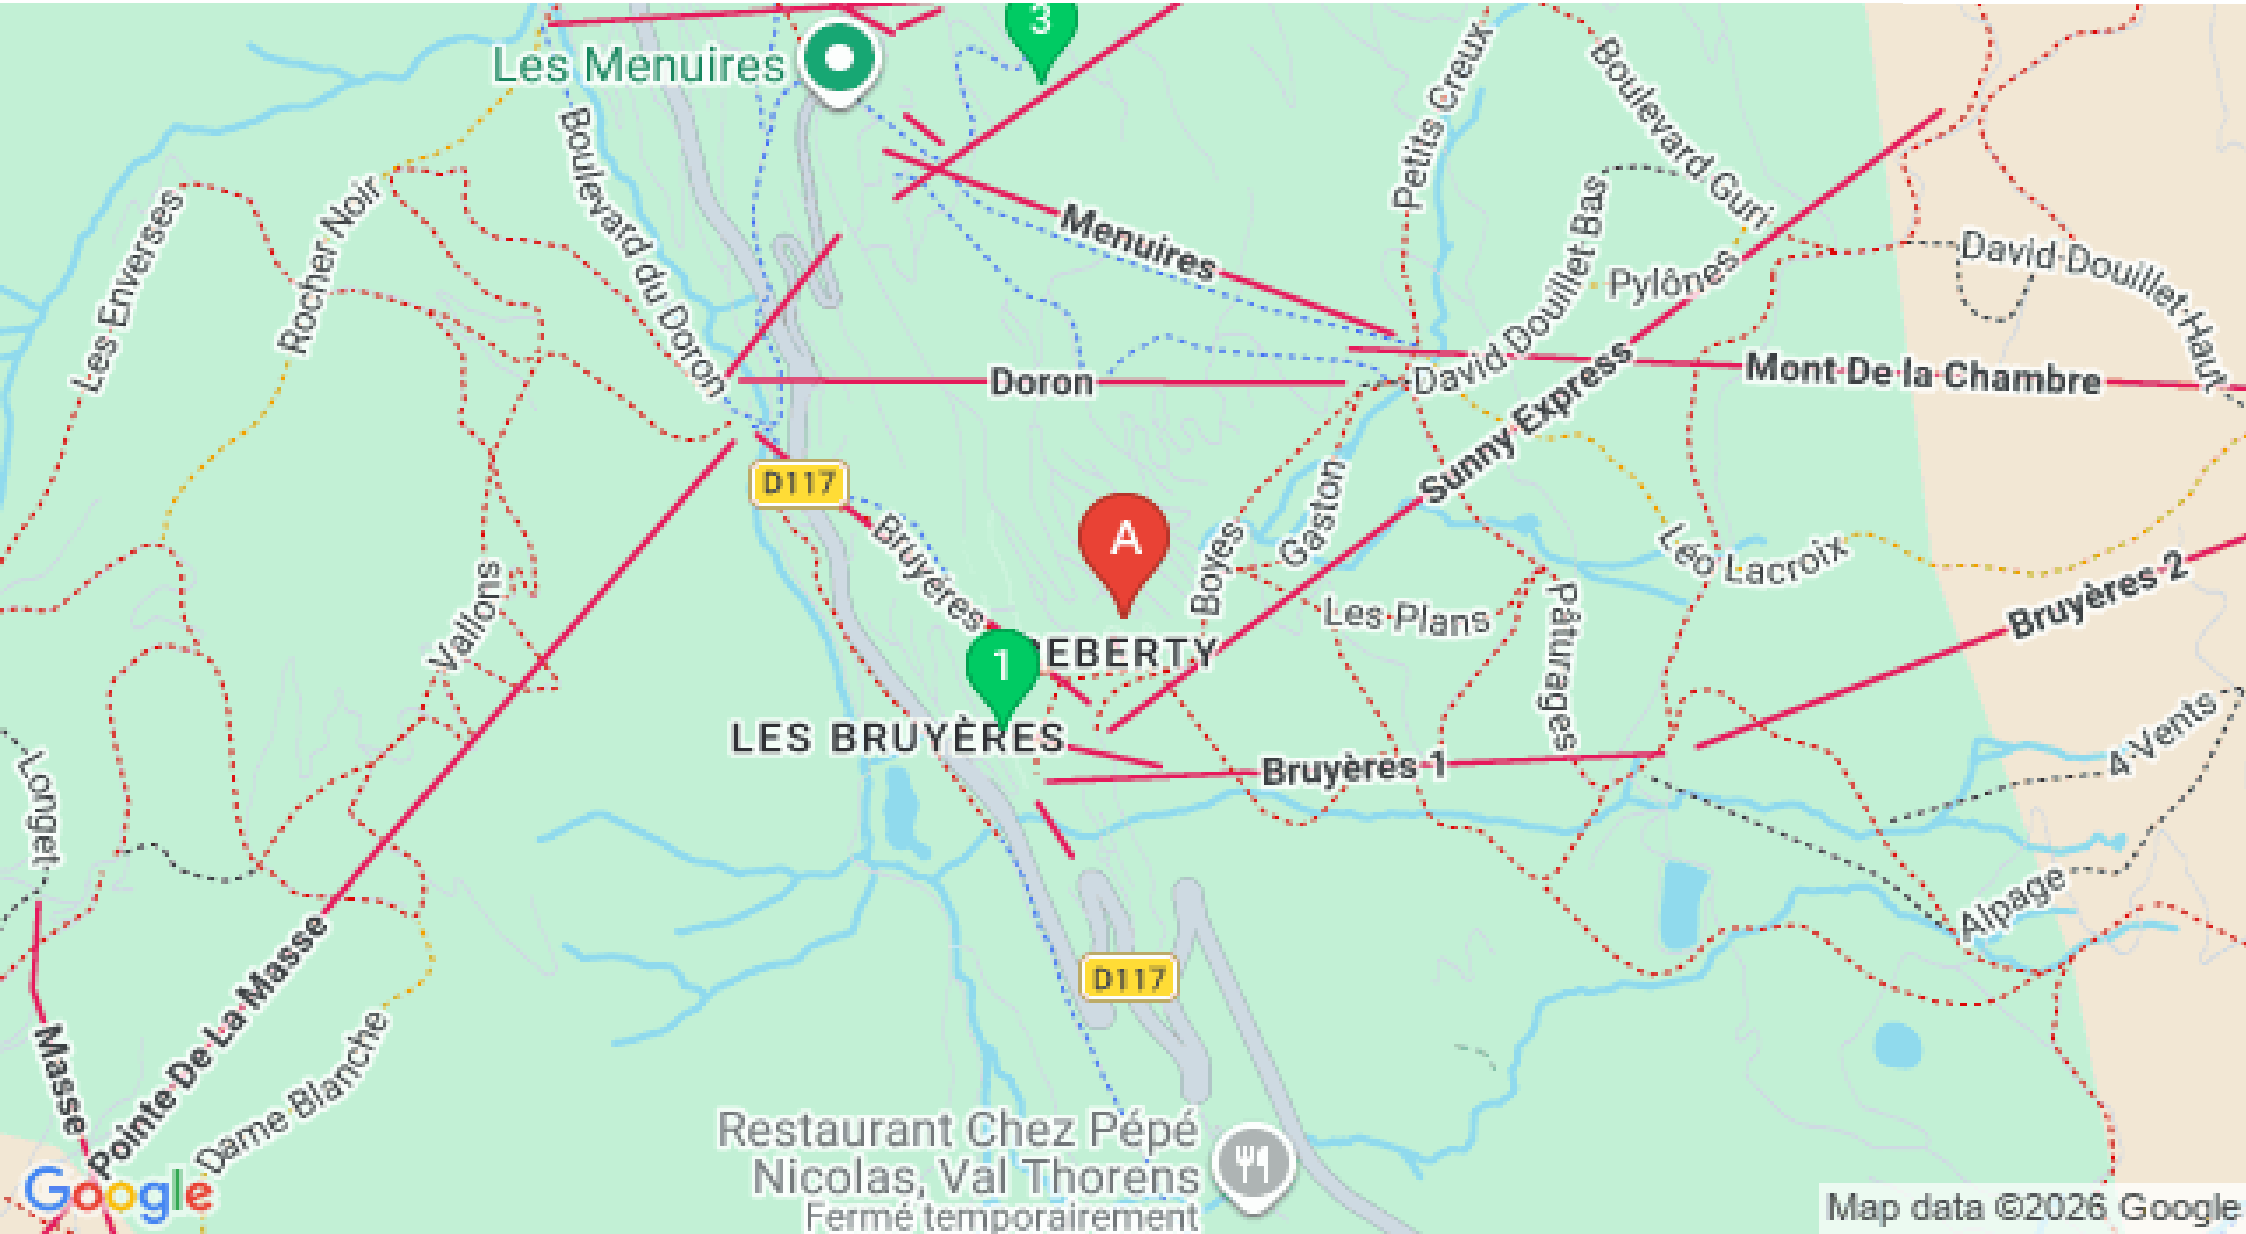 3
Les Menuires
Petits Creux
Boulevard Guri
Boulevard du Doron
Les Enverses
Rocher Noir
Menuires
David Douillet Bas
Pylônes
David Douillet Haut
Doron
David Douillet
Mont De la Chambre
Sunny Express
D117
A
Bruyères
Boyes
Gaston
Léo Lacroix
Les Plans
Pâturages
Bruyères 2
Vallons
1
EBERTY
LES BRUYÈRES
Bruyères 1
4 Vents
Longet
Alpage
D117
Masse
Pointe De La Masse
Dame Blanche
Restaurant Chez Pépé
Nicolas, Val Thorens
Fermé temporairement
Google
Map data ©2026 Google